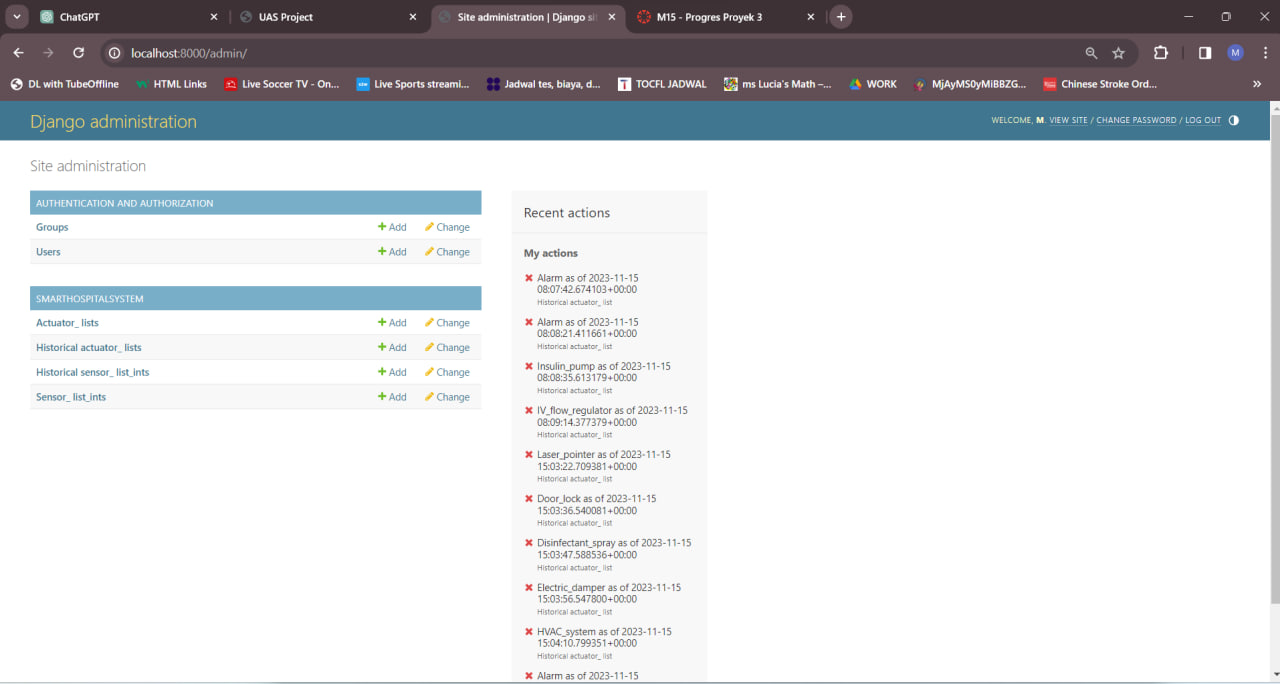 ChatGPT
UAS Project
Site administration | Django si
M15 - Progres Proyek 3
localhost:8000/admin/
M
DL with TubeOffline
HTML Links
Live Soccer TV - On...
Live Sports streami...
Jadwal tes, biaya, d...
TOCFL JADWAL
ms Lucia's Math –...
WORK
MjAyMS0yMiBBZG...
Chinese Stroke Ord...
Django administration
WELCOME, M. VIEW SITE / CHANGE PASSWORD / LOG OUT
Site administration
AUTHENTICATION AND AUTHORIZATION
Groups Add Change
Users Add Change
SMARTHOSPITALSYSTEM
Actuator_ lists Add Change
Historical actuator_ lists Add Change
Historical sensor_ list_ints Add Change
Sensor_ list_ints Add Change
Recent actions
My actions
Alarm as of 2023-11-15
08:07:42.674103+00:00
Historical actuator_ list
Alarm as of 2023-11-15
08:08:21.411661+00:00
Historical actuator_ list
Insulin_pump as of 2023-11-15
08:08:35.613179+00:00
Historical actuator_ list
IV_flow_regulator as of 2023-11-15
08:09:14.377379+00:00
Historical actuator_ list
Laser_pointer as of 2023-11-15
15:03:22.709381+00:00
Historical actuator_ list
Door_lock as of 2023-11-15
15:03:36.540081+00:00
Historical actuator_ list
Disinfectant_spray as of 2023-11-15
15:03:47.588536+00:00
Historical actuator_ list
Electric_damper as of 2023-11-15
15:03:56.547800+00:00
Historical actuator_ list
HVAC_system as of 2023-11-15
15:04:10.799351+00:00
Historical actuator_ list
Alarm as of 2023-11-15